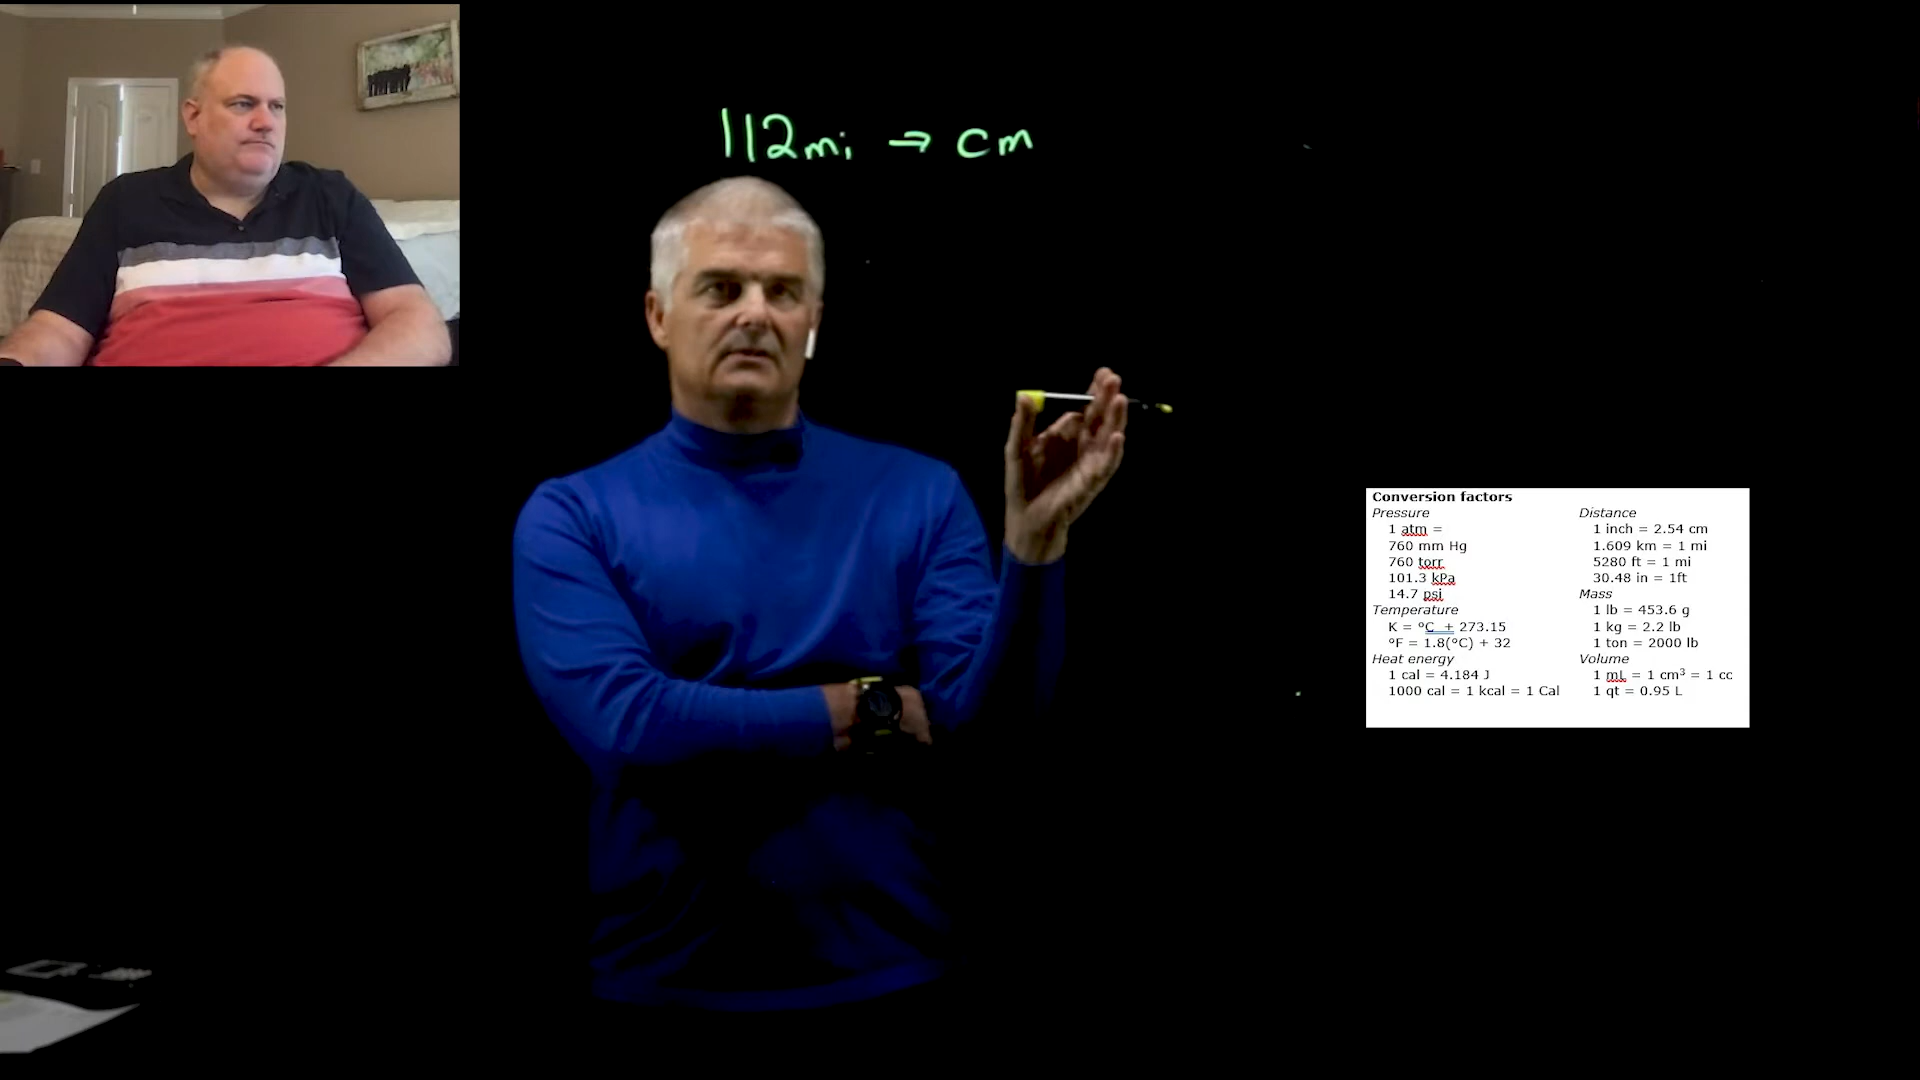 112mi → cm
Conversion factors
Pressure
1 atm =
760 mm Hg
760 torr
101.3 kPa
14.7 psi
Temperature
K = °C + 273.15
°F = 1.8(°C) + 32
Heat energy
1 cal = 4.184 J
1000 cal = 1 kcal = 1 Cal
Distance
1 inch = 2.54 cm
1.609 km = 1 mi
5280 ft = 1 mi
30.48 in = 1ft
Mass
1 lb = 453.6 g
1 kg = 2.2 lb
1 ton = 2000 lb
Volume
1 mL = 1 cm³ = 1 cc
1 qt = 0.95 L